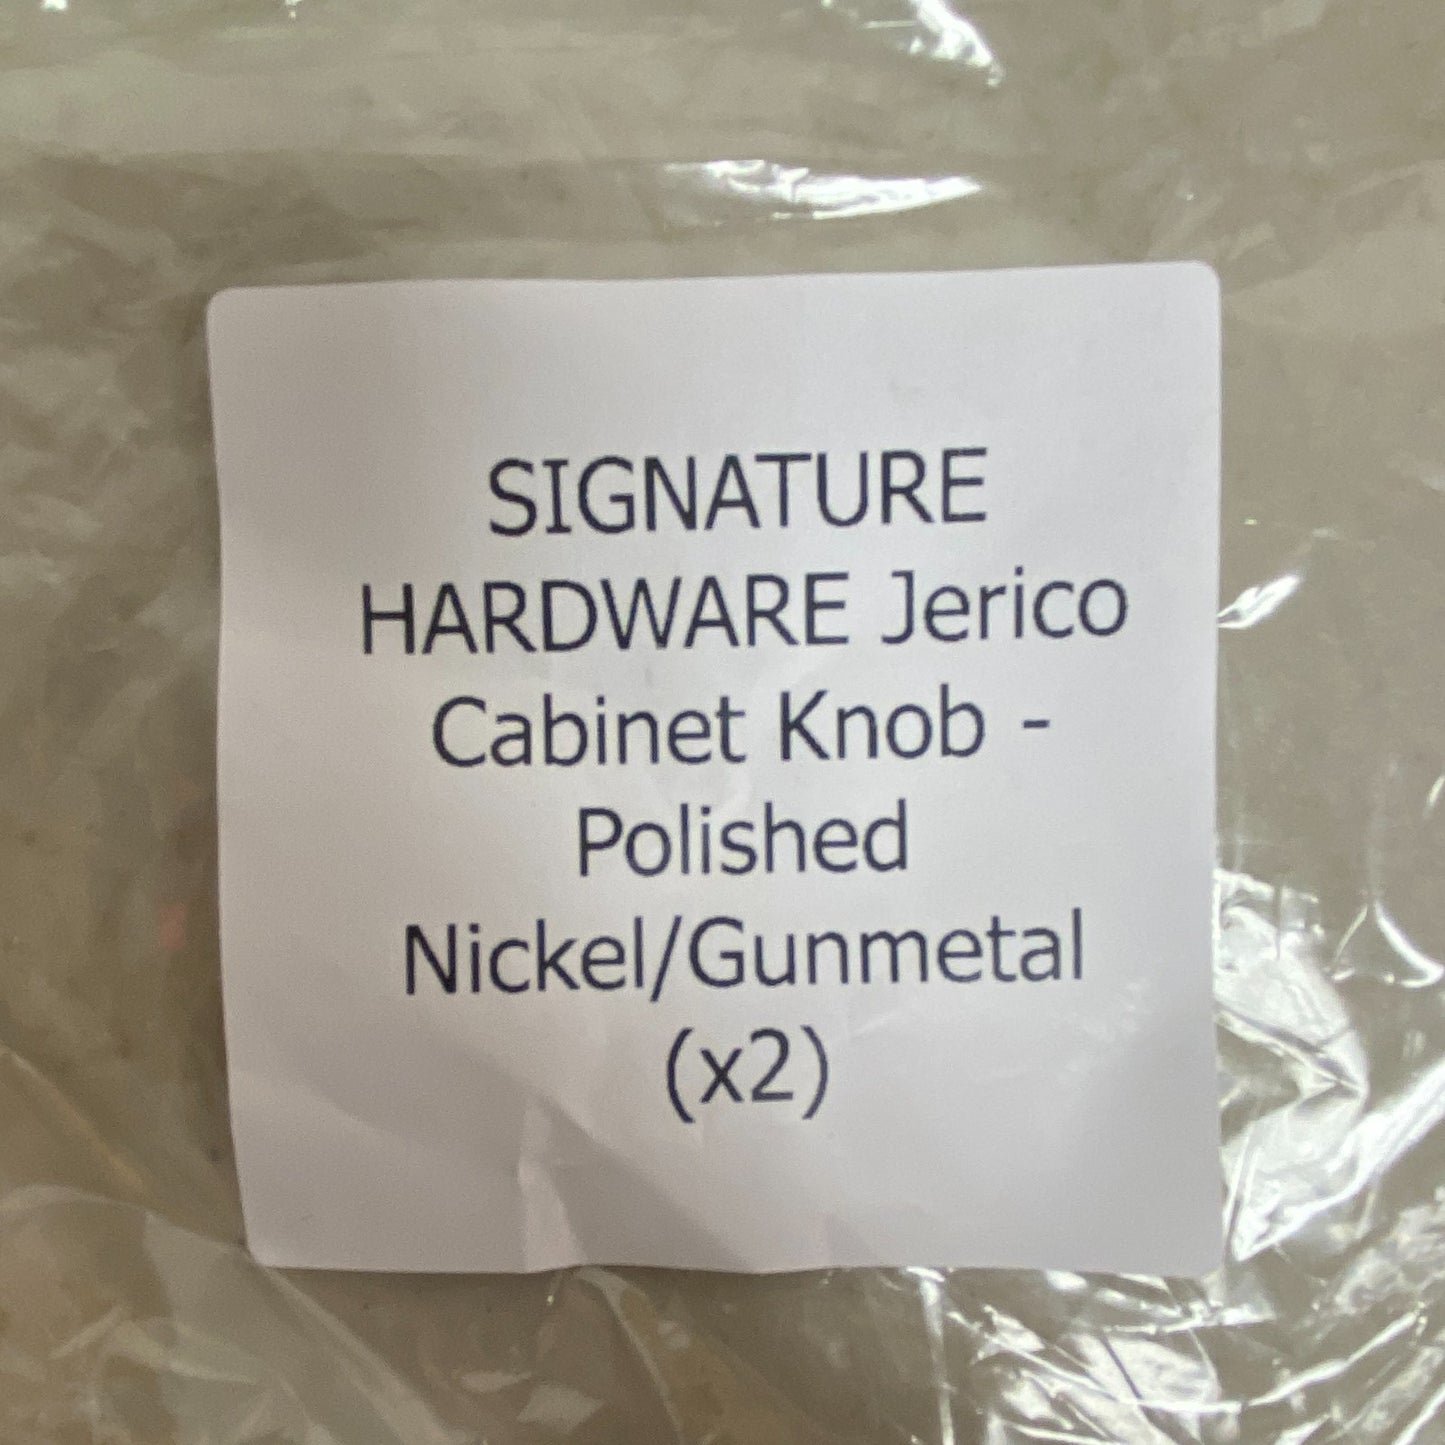 SIGNATURE
HARDWARE Jerico
Cabinet Knob -
Polished
Nickel/Gunmetal
(x2)